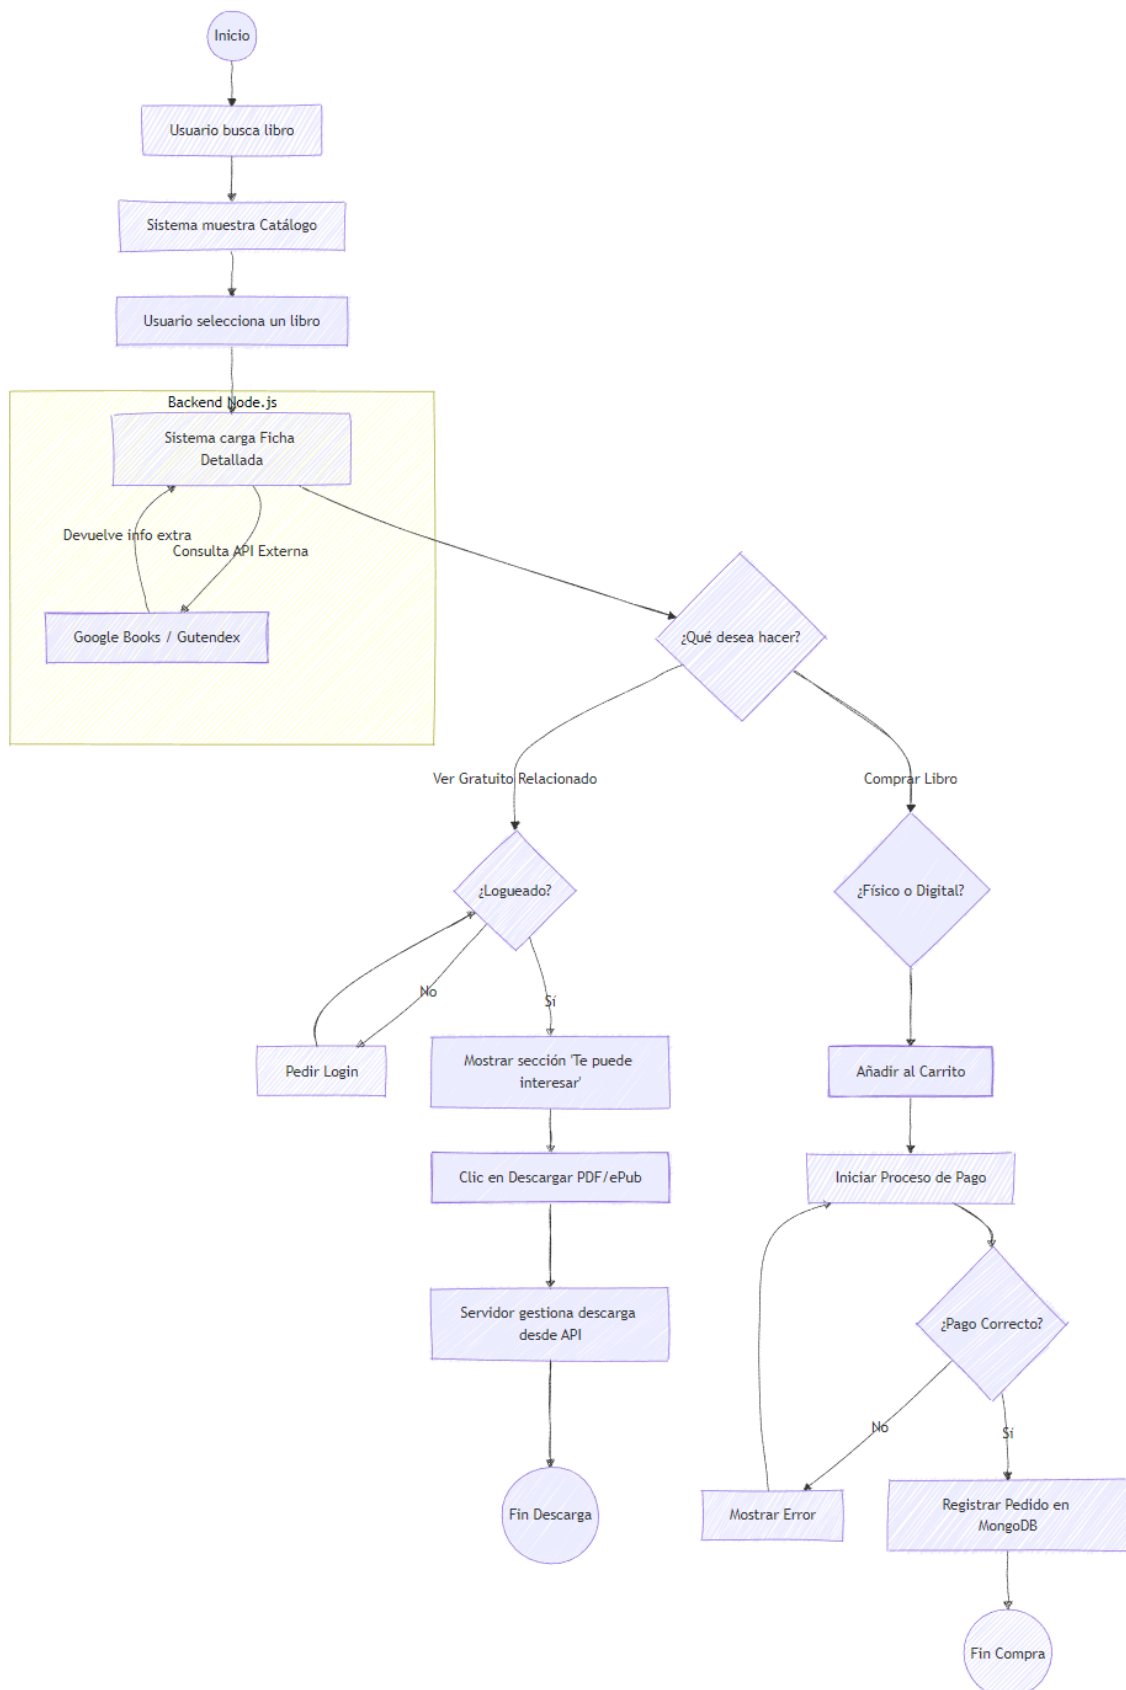 Inicio
Usuario busca libro
Sistema muestra Catálogo
Usuario selecciona un libro
Backend Node.js
Sistema carga Ficha
Detallada
Devuelve info extra
Consulta API Externa
Google Books / Gutendex
¿Qué desea hacer?
Ver Gratuito Relacionado
Comprar Libro
¿Logueado?
¿Físico o Digital?
No
Sí
Pedir Login
Mostrar sección 'Te puede
interesar'
Añadir al Carrito
Clic en Descargar PDF/ePub
Iniciar Proceso de Pago
Servidor gestiona descarga
desde API
¿Pago Correcto?
No
Sí
Fin Descarga
Mostrar Error
Registrar Pedido en
MongoDB
Fin Compra